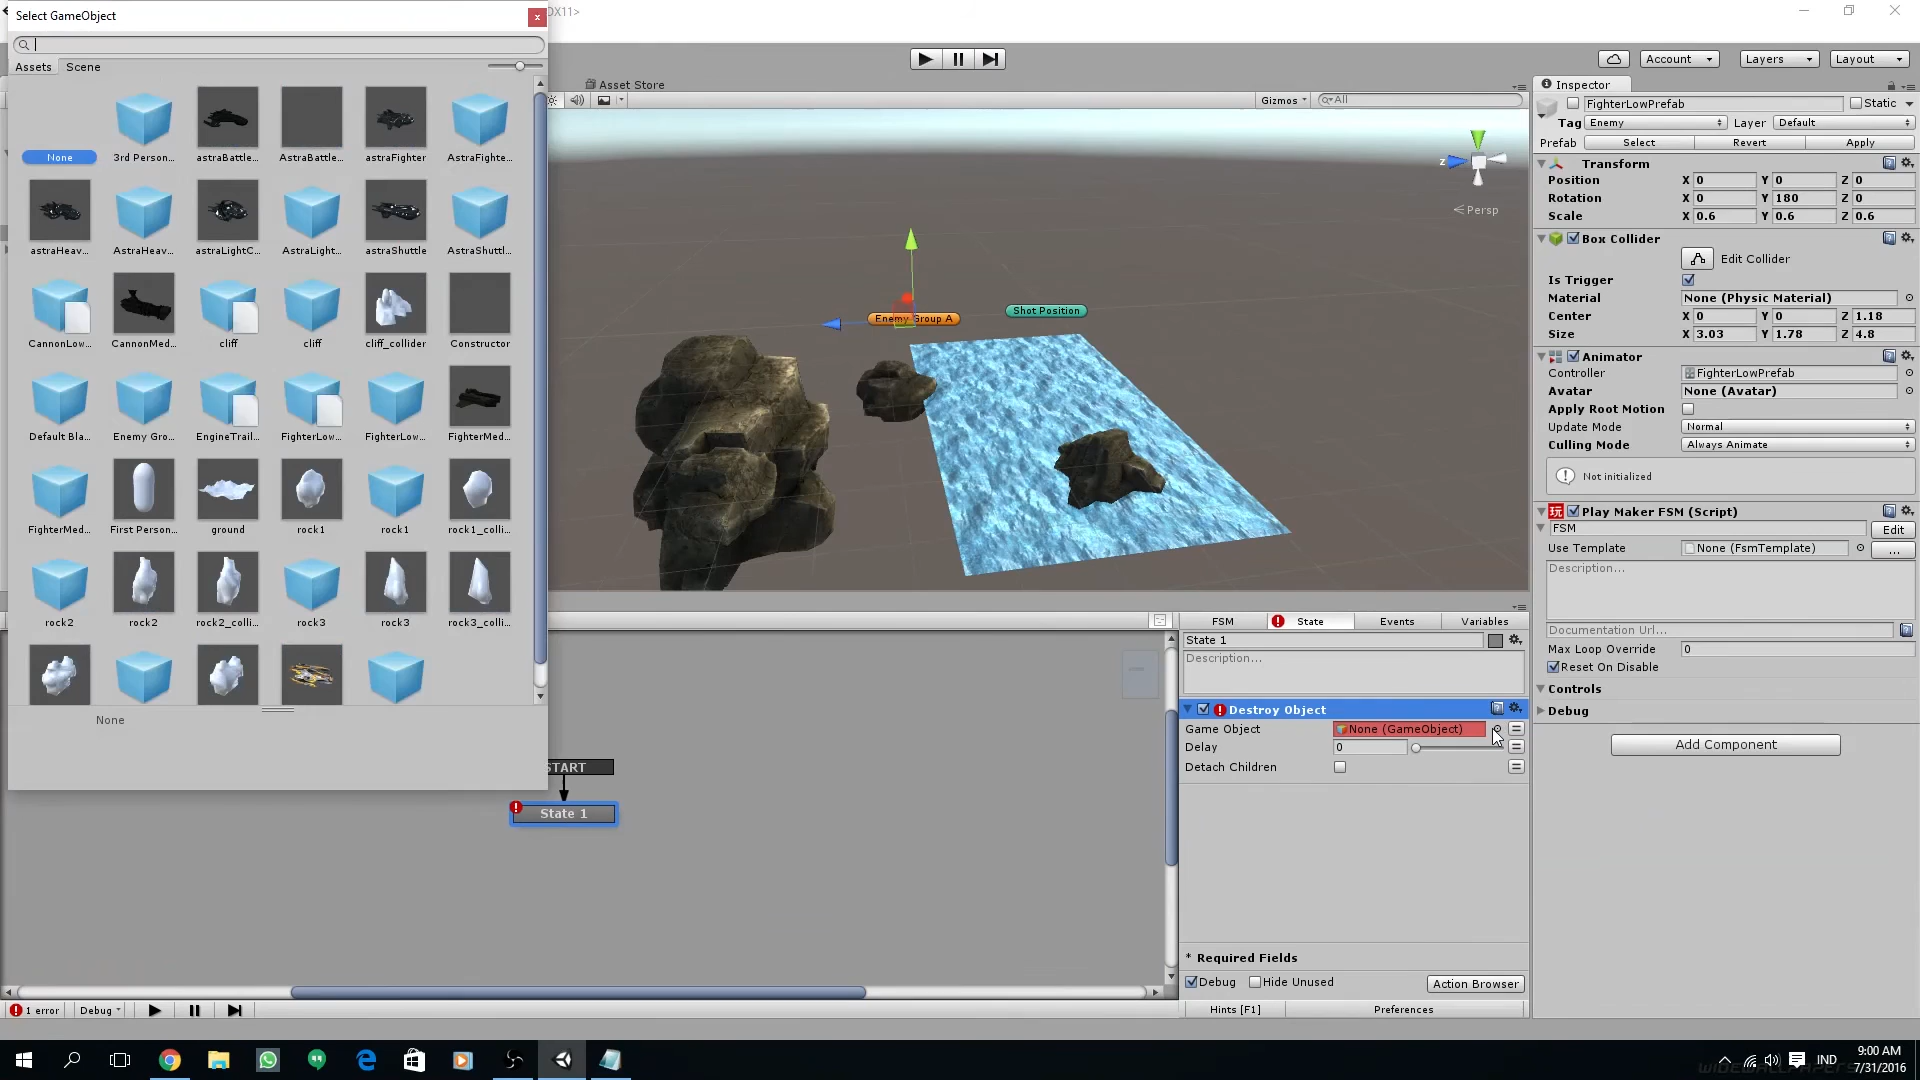 Select GameObject
x
DX11>
Assets
Scene
None
3rd Person...
astraBattle...
AstraBattle...
astraFighter
AstraFighte...
astraHeav...
AstraHeav...
astraLightC...
AstraLight...
astraShuttle
AstraShuttl...
CannonLow...
CannonMed...
cliff
cliff
cliff_collider
Constructor
Default Bla...
Enemy Gro...
EngineTrail...
FighterLow...
FighterLow...
FighterMed...
FighterMed...
First Person...
ground
rock1
rock1
rock1_colli...
rock2
rock2
rock2_colli...
rock3
rock3
rock3_colli...
None
Account
Layers
Layout
Asset Store
Gizmos
All
z
Persp
Enemy Group A
Shot Position
START
State 1
1 error
Debug
FSM
State
Events
Variables
State 1
Description...
Destroy Object
Game Object
None (GameObject)
Delay
0
Detach Children
* Required Fields
Debug
Hide Unused
Action Browser
Hints [F1]
Preferences
Inspector
FighterLowPrefab
Static
Tag Enemy
Layer Default
Prefab
Select
Revert
Apply
Transform
Position X 0 Y 0 Z 0
Rotation X 0 Y 180 Z 0
Scale X 0.6 Y 0.6 Z 0.6
Box Collider
Edit Collider
Is Trigger
Material None (Physic Material)
Center X 0 Y 0 Z 1.18
Size X 3.03 Y 1.78 Z 4.8
Animator
Controller FighterLowPrefab
Avatar None (Avatar)
Apply Root Motion
Update Mode Normal
Culling Mode Always Animate
Not initialized
Play Maker FSM (Script)
FSM
Edit
Use Template None (FsmTemplate)
...
Description...
Documentation Url...
Max Loop Override 0
Reset On Disable
Controls
Debug
Add Component
IND
9:00 AM
7/31/2016